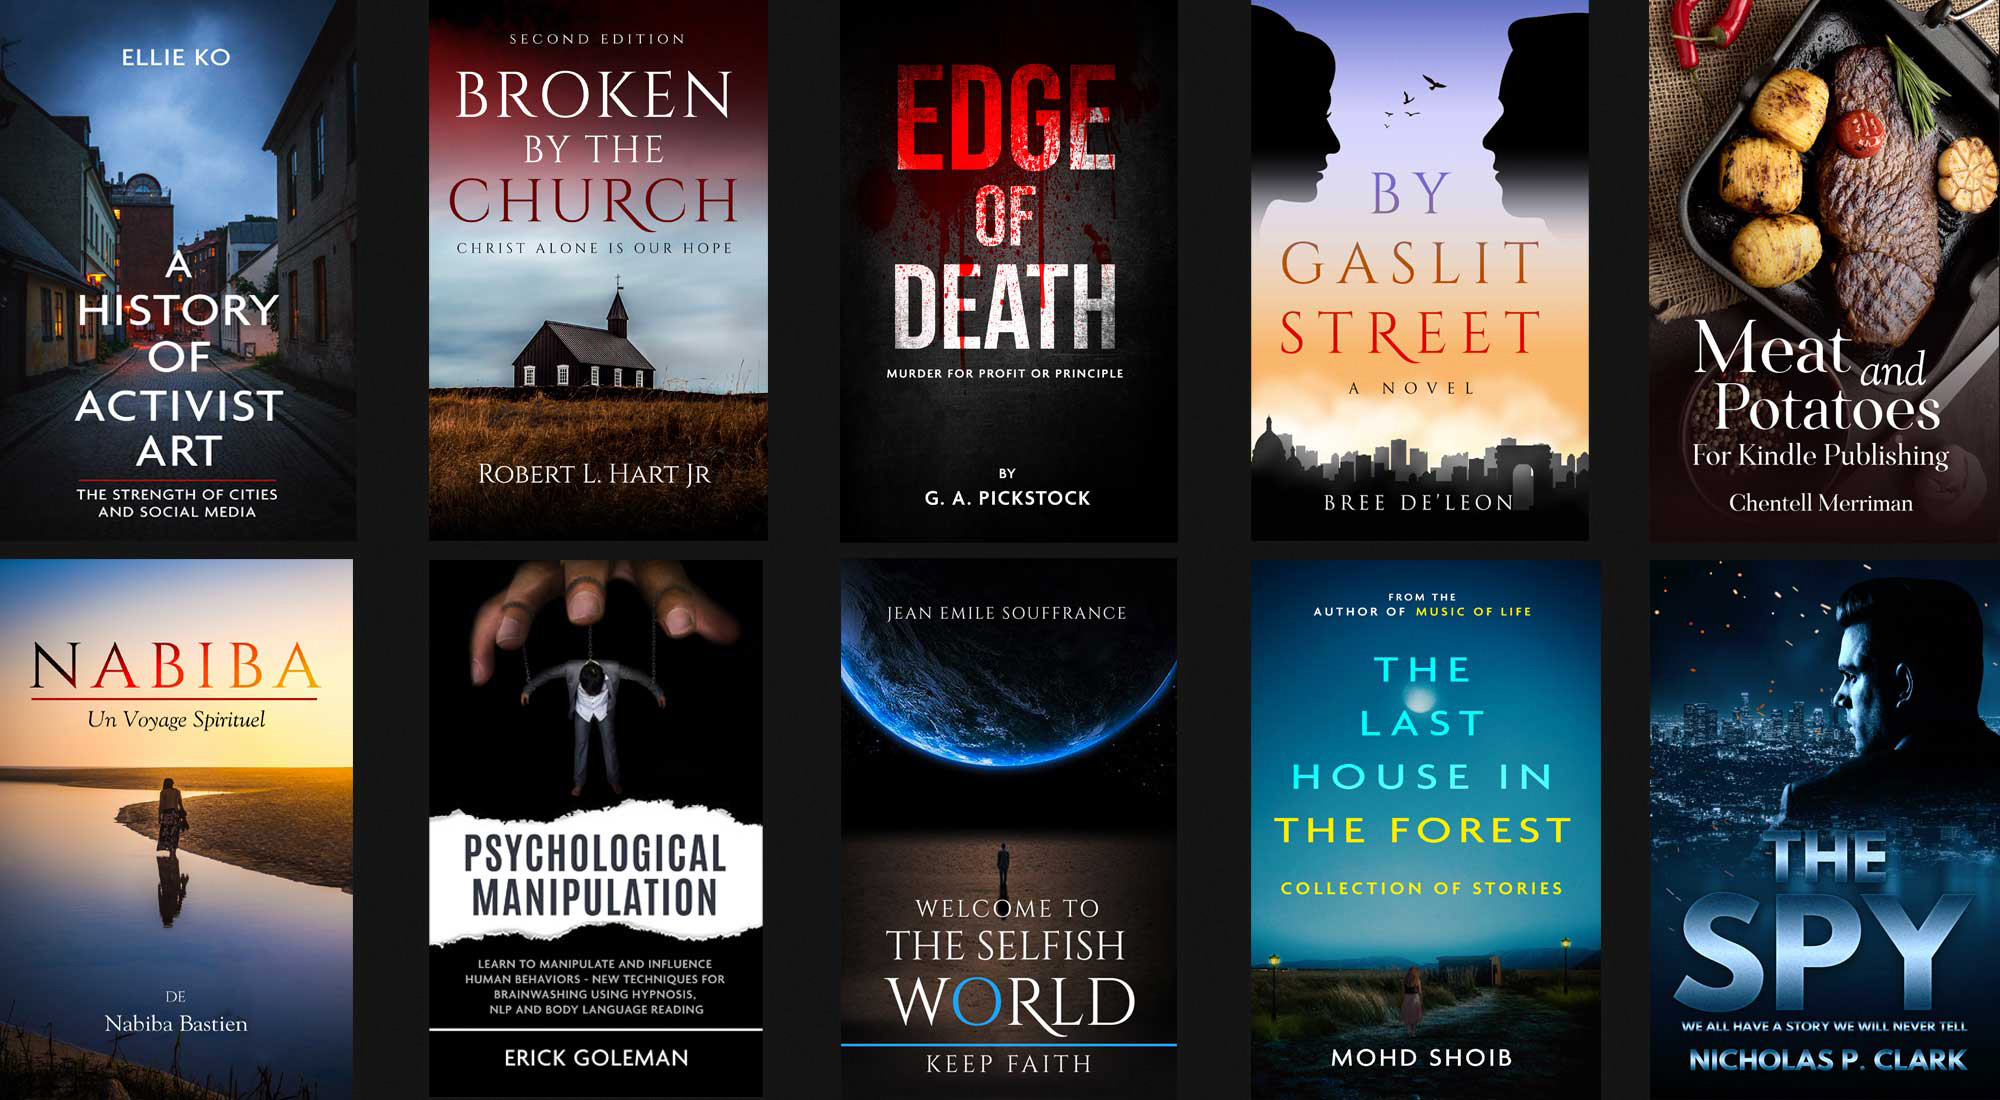 ELLIE KO
A
HISTORY
OF
ACTIVIST
ART
THE STRENGTH OF CITIES
AND SOCIAL MEDIA
SECOND EDITION
BROKEN
BY THE
CHURCH
CHRIST ALONE IS OUR HOPE
ROBERT L. HART JR
EDGE
OF
DEATH
MURDER FOR PROFIT OR PRINCIPLE
BY
G. A. PICKSTOCK
BY
GASLIT
STREET
A NOVEL
BREE DE'LEON
Meat and
Potatoes
For Kindle Publishing
Chentell Merriman
NABIBA
Un Voyage Spirituel
DE
Nabiba Bastien
PSYCHOLOGICAL
MANIPULATION
LEARN TO MANIPULATE AND INFLUENCE
HUMAN BEHAVIORS - NEW TECHNIQUES FOR
BRAINWASHING USING HYPNOSIS,
NLP AND BODY LANGUAGE READING
ERICK GOLEMAN
JEAN EMILE SOUFFRANCE
WELCOME TO
THE SELFISH
WORLD
KEEP FAITH
FROM THE
AUTHOR OF MUSIC OF LIFE
THE
LAST
HOUSE IN
THE FOREST
COLLECTION OF STORIES
MOHD SHOIB
THE
SPY
WE ALL HAVE A STORY WE WILL NEVER TELL
NICHOLAS P. CLARK